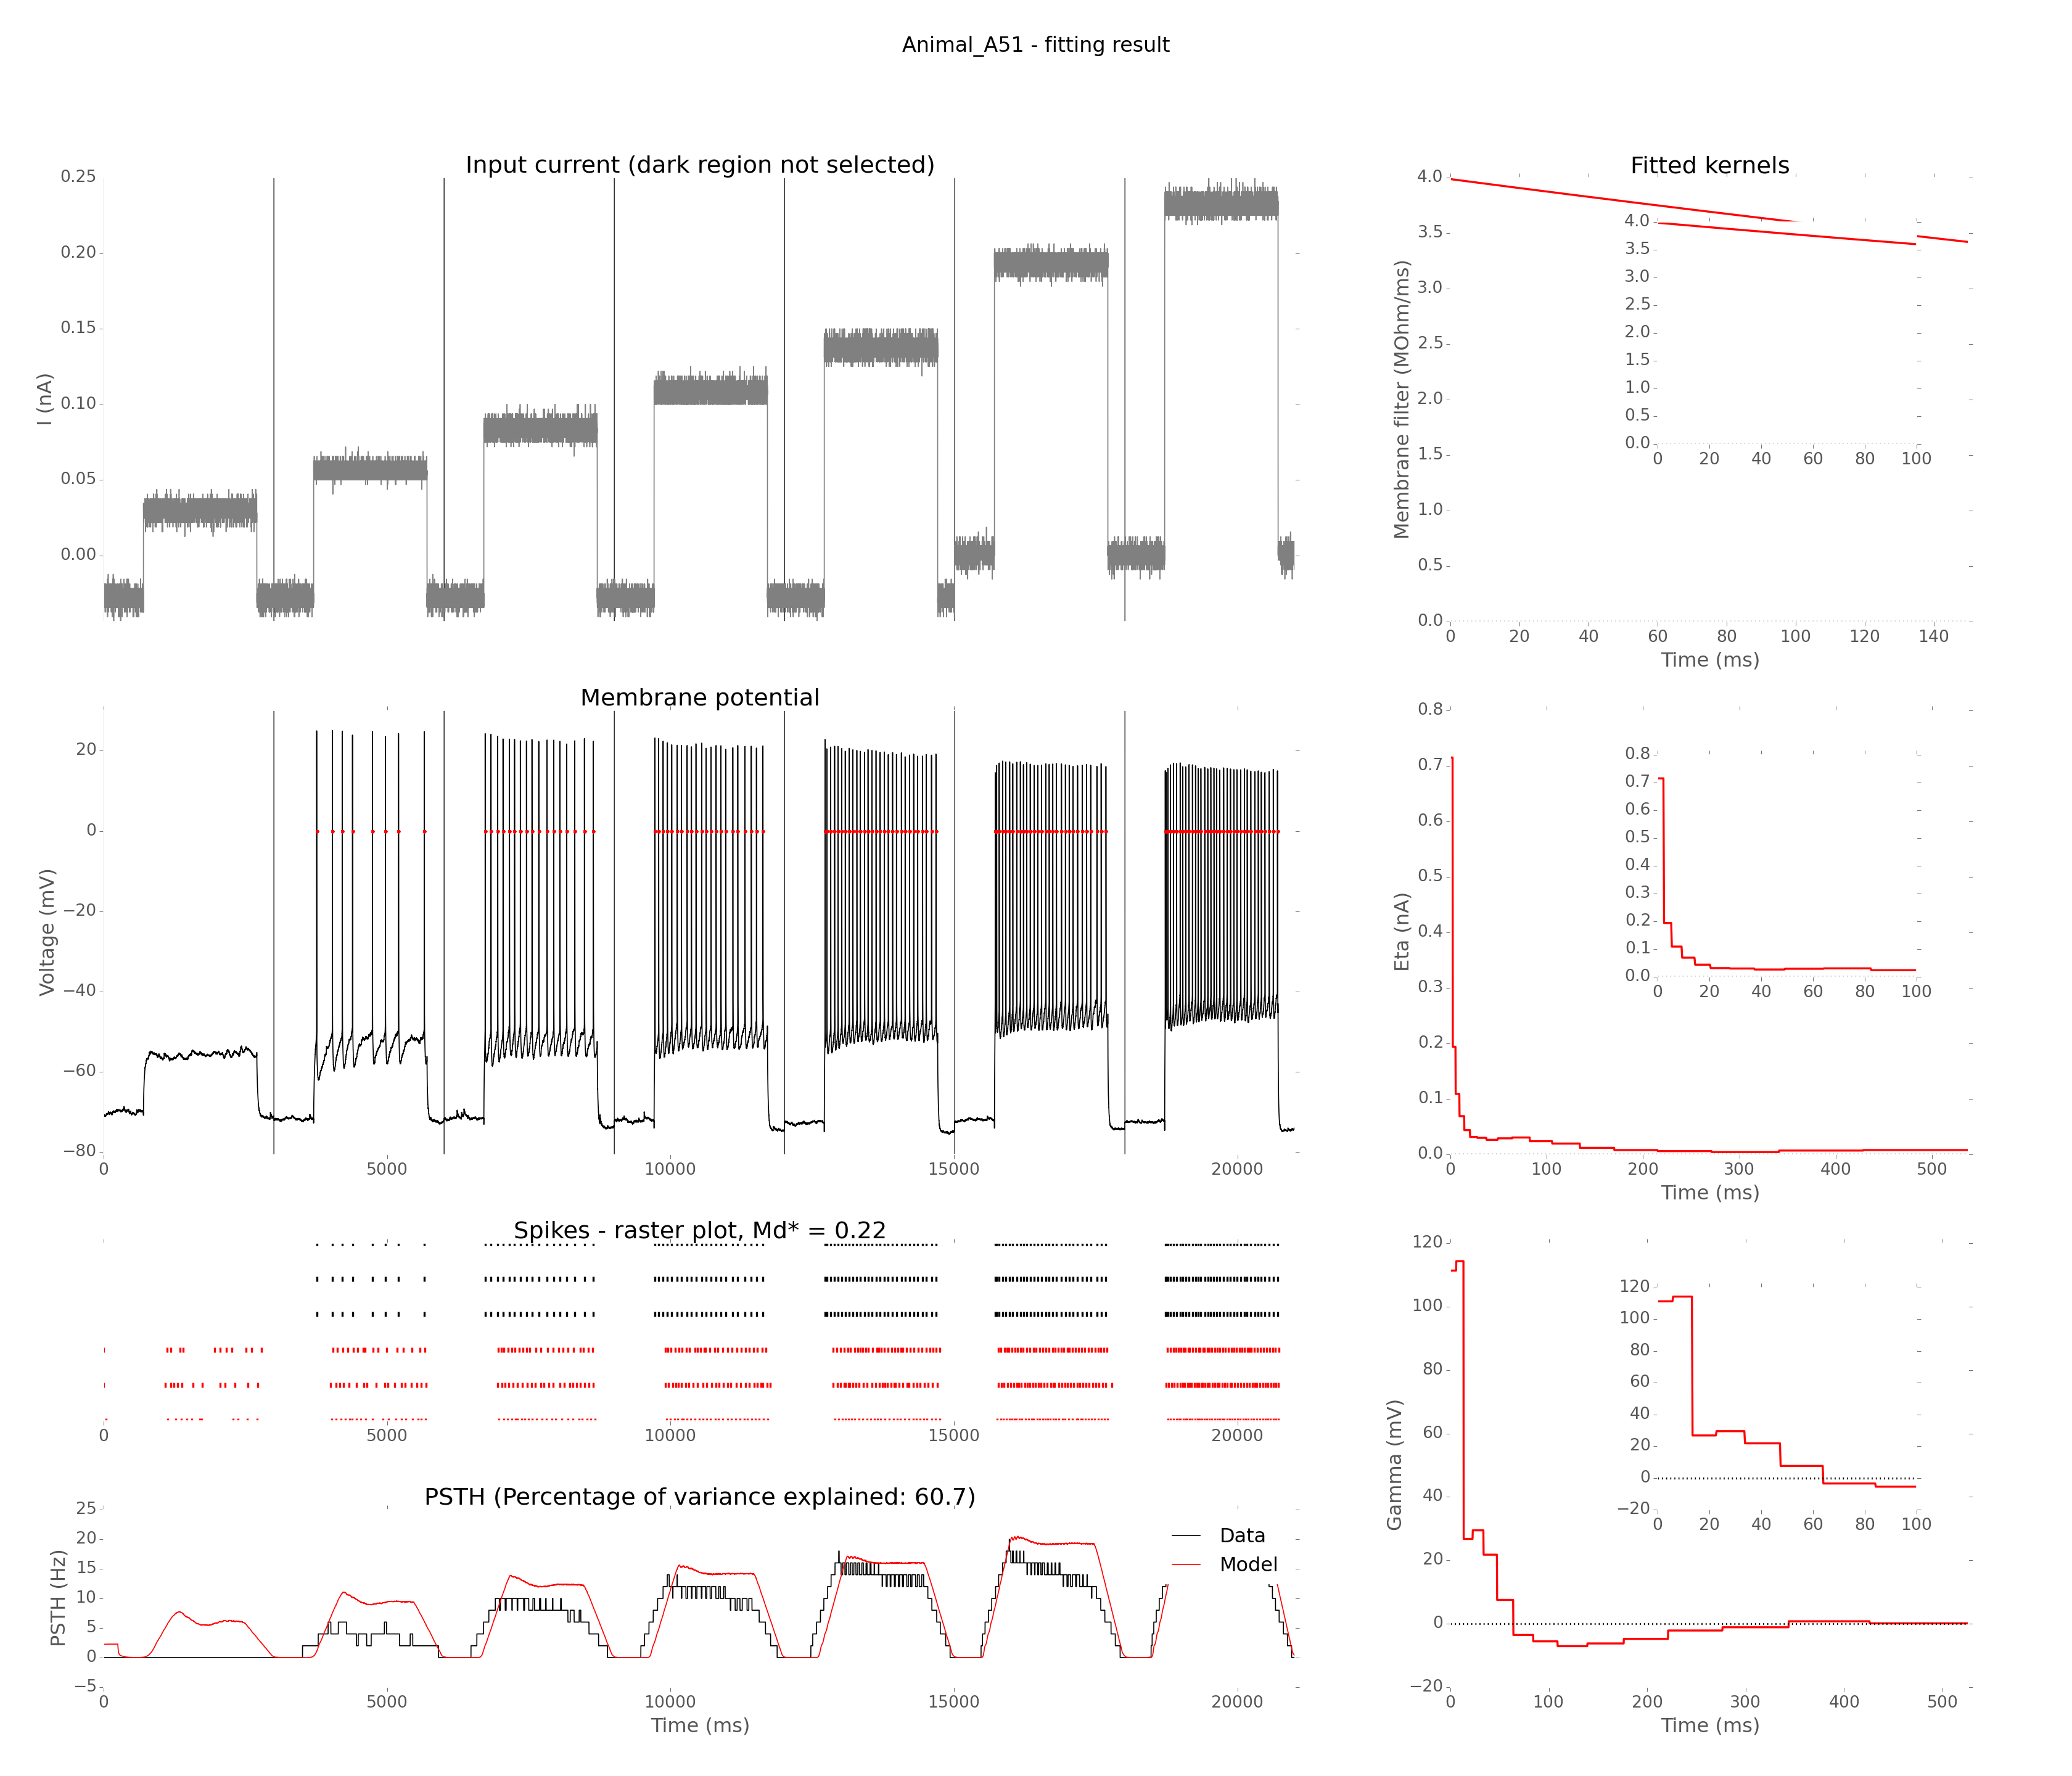 Animal_A51 - fitting result
Input current (dark region not selected)
I (nA)
0.25
0.20
0.15
0.10
0.05
0.00
Fitted kernels
Membrane filter (MOhm/ms)
4.0
3.5
3.0
2.5
2.0
1.5
1.0
0.5
0.0
0 20 40 60 80 100 120 140
Time (ms)
4.0
3.5
3.0
2.5
2.0
1.5
1.0
0.5
0.0
0 20 40 60 80 100
Membrane potential
Voltage (mV)
20
0
−20
−40
−60
−80
0 5000 10000 15000 20000
Eta (nA)
0.8
0.7
0.6
0.5
0.4
0.3
0.2
0.1
0.0
0 100 200 300 400 500
Time (ms)
0.8
0.7
0.6
0.5
0.4
0.3
0.2
0.1
0.0
0 20 40 60 80 100
Spikes - raster plot, Md* = 0.22
0 5000 10000 15000 20000
PSTH (Percentage of variance explained: 60.7)
PSTH (Hz)
25
20
15
10
5
0
−5
0 5000 10000 15000 20000
Time (ms)
Data
Model
Gamma (mV)
120
100
80
60
40
20
0
−20
0 100 200 300 400 500
Time (ms)
120
100
80
60
40
20
0
−20
0 20 40 60 80 100